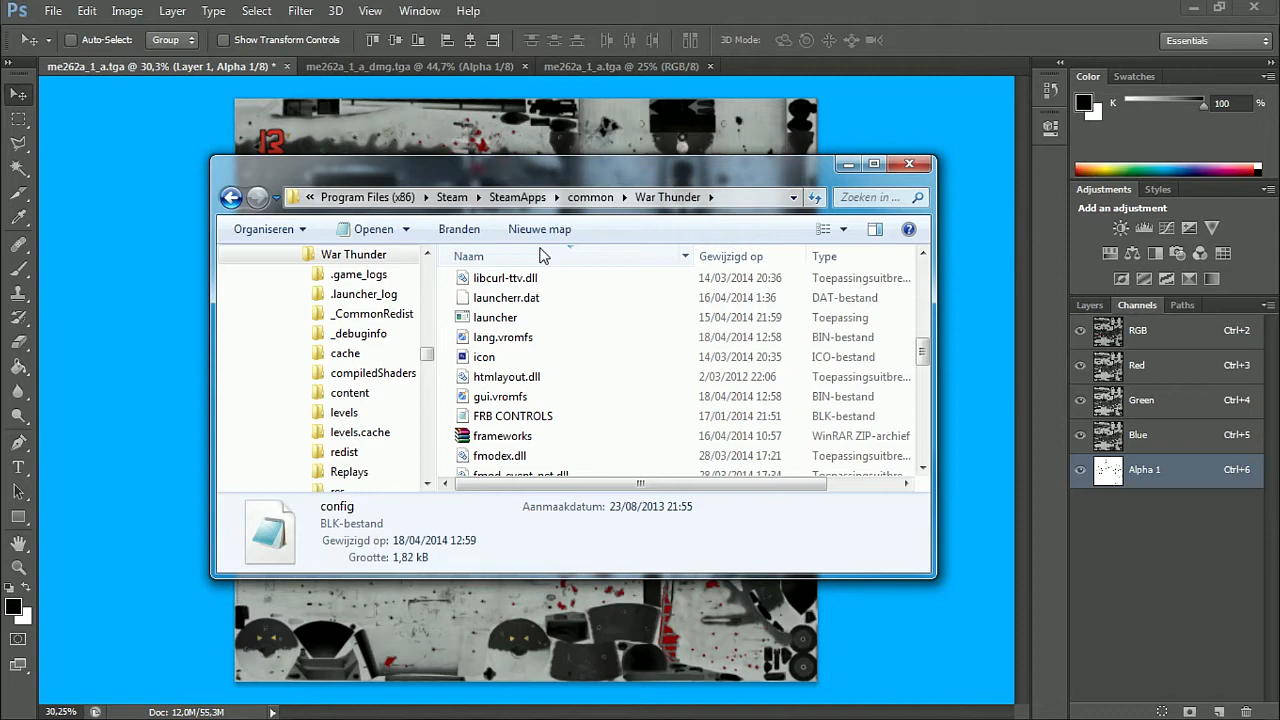 Ps File Edit Image Layer Type Select Filter 3D View Window Help
Auto-Select: Group Show Transform Controls 3D Mode: Essentials
me262a_1_a.tga @ 30,3% (Layer 1, Alpha 1/8) * × me262a_1_a_dmg.tga @ 44,7% (Alpha 1/8) × me262a_1_a.tga @ 25% (RGB/8) ×
Color Swatches
K 100 %
13
« Program Files (x86) Steam SteamApps common War Thunder Zoeken in ...
Adjustments Styles
Add an adjustment
Organiseren Openen Branden Nieuwe map
War Thunder
.game_logs
.launcher_log
_CommonRedist
_debuginfo
cache
compiledShaders
content
levels
levels.cache
redist
Replays
Naam Gewijzigd op Type
libcurl-ttv.dll 14/03/2014 20:36 Toepassingsuitbre...
launcherr.dat 16/04/2014 1:36 DAT-bestand
launcher 15/04/2014 21:59 Toepassing
lang.vromfs 18/04/2014 12:58 BIN-bestand
icon 14/03/2014 20:35 ICO-bestand
htmlayout.dll 2/03/2012 22:06 Toepassingsuitbre...
gui.vromfs 18/04/2014 12:58 BIN-bestand
FRB CONTROLS 17/01/2014 21:51 BLK-bestand
frameworks 16/04/2014 10:57 WinRAR ZIP-archief
fmodex.dll 28/03/2014 17:21 Toepassingsuitbre...
fmod_event_net.dll 28/03/2014 17:34 Toepassingsuitbre...
config Aanmaakdatum: 23/08/2013 21:55
BLK-bestand
Gewijzigd op: 18/04/2014 12:59
Grootte: 1,82 kB
Layers Channels Paths
RGB Ctrl+2
Red Ctrl+3
Green Ctrl+4
Blue Ctrl+5
Alpha 1 Ctrl+6
30,25% Doc: 12,0M/55,3M